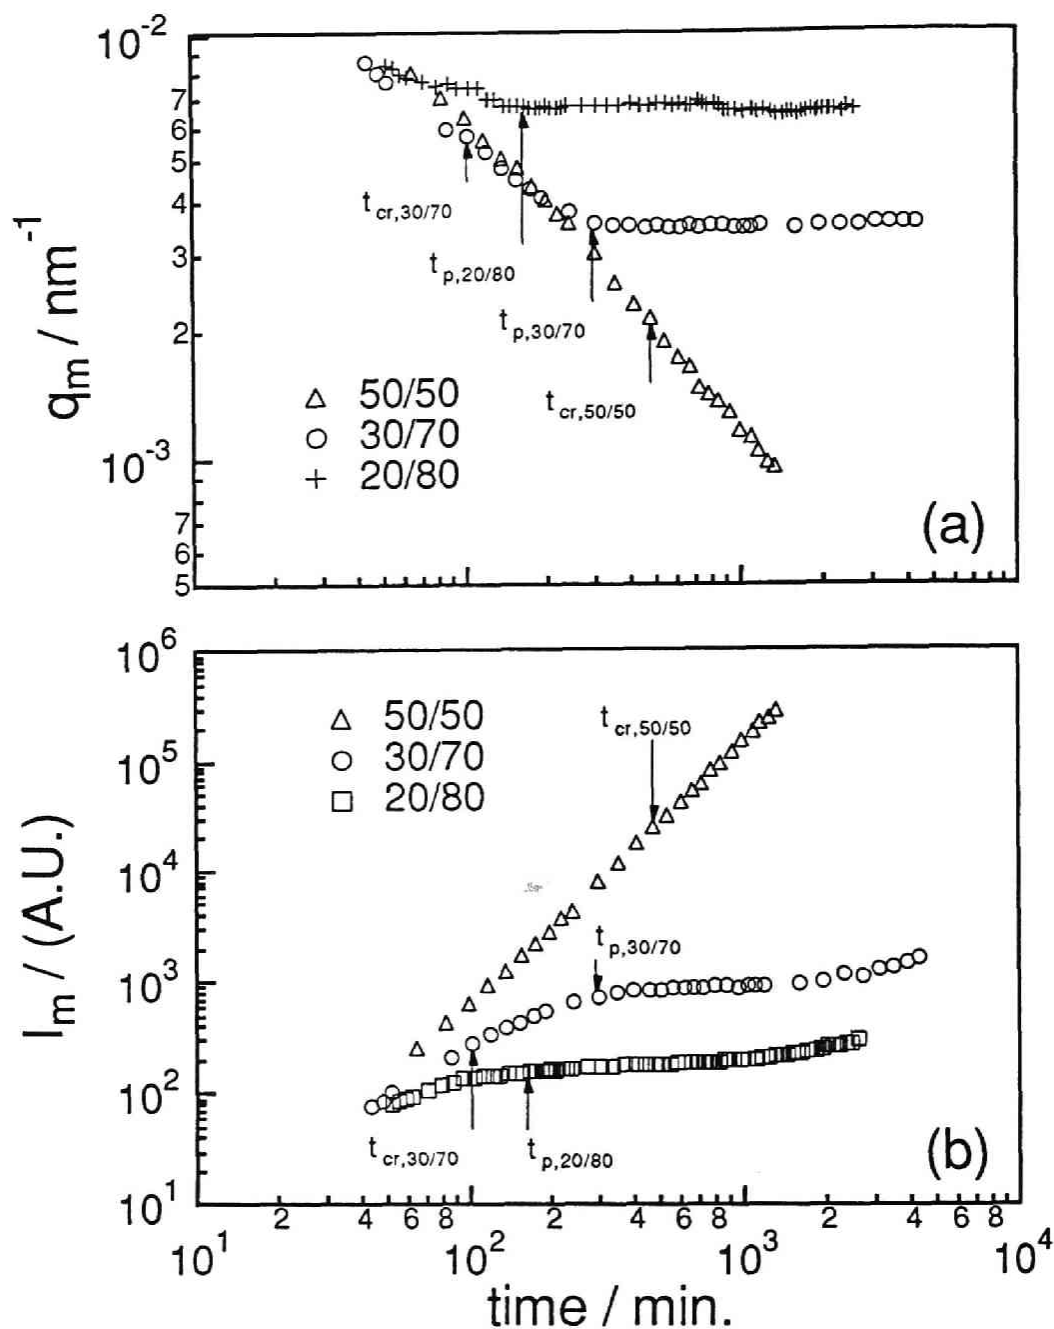 10^-2
7
6
5
4
3
2
10^-3
7
6
5
q_m / nm^-1
t_cr,30/70
t_p,20/80
t_p,30/70
t_cr,50/50
△ 50/50
○ 30/70
+ 20/80
(a)
10^6
10^5
10^4
10^3
10^2
10^1
I_m / (A.U.)
△ 50/50
○ 30/70
□ 20/80
t_cr,50/50
t_p,30/70
t_cr,30/70
t_p,20/80
(b)
2 4 6 8 2 4 6 8 2 4 6 8
10^1 10^2 10^3 10^4
time / min.